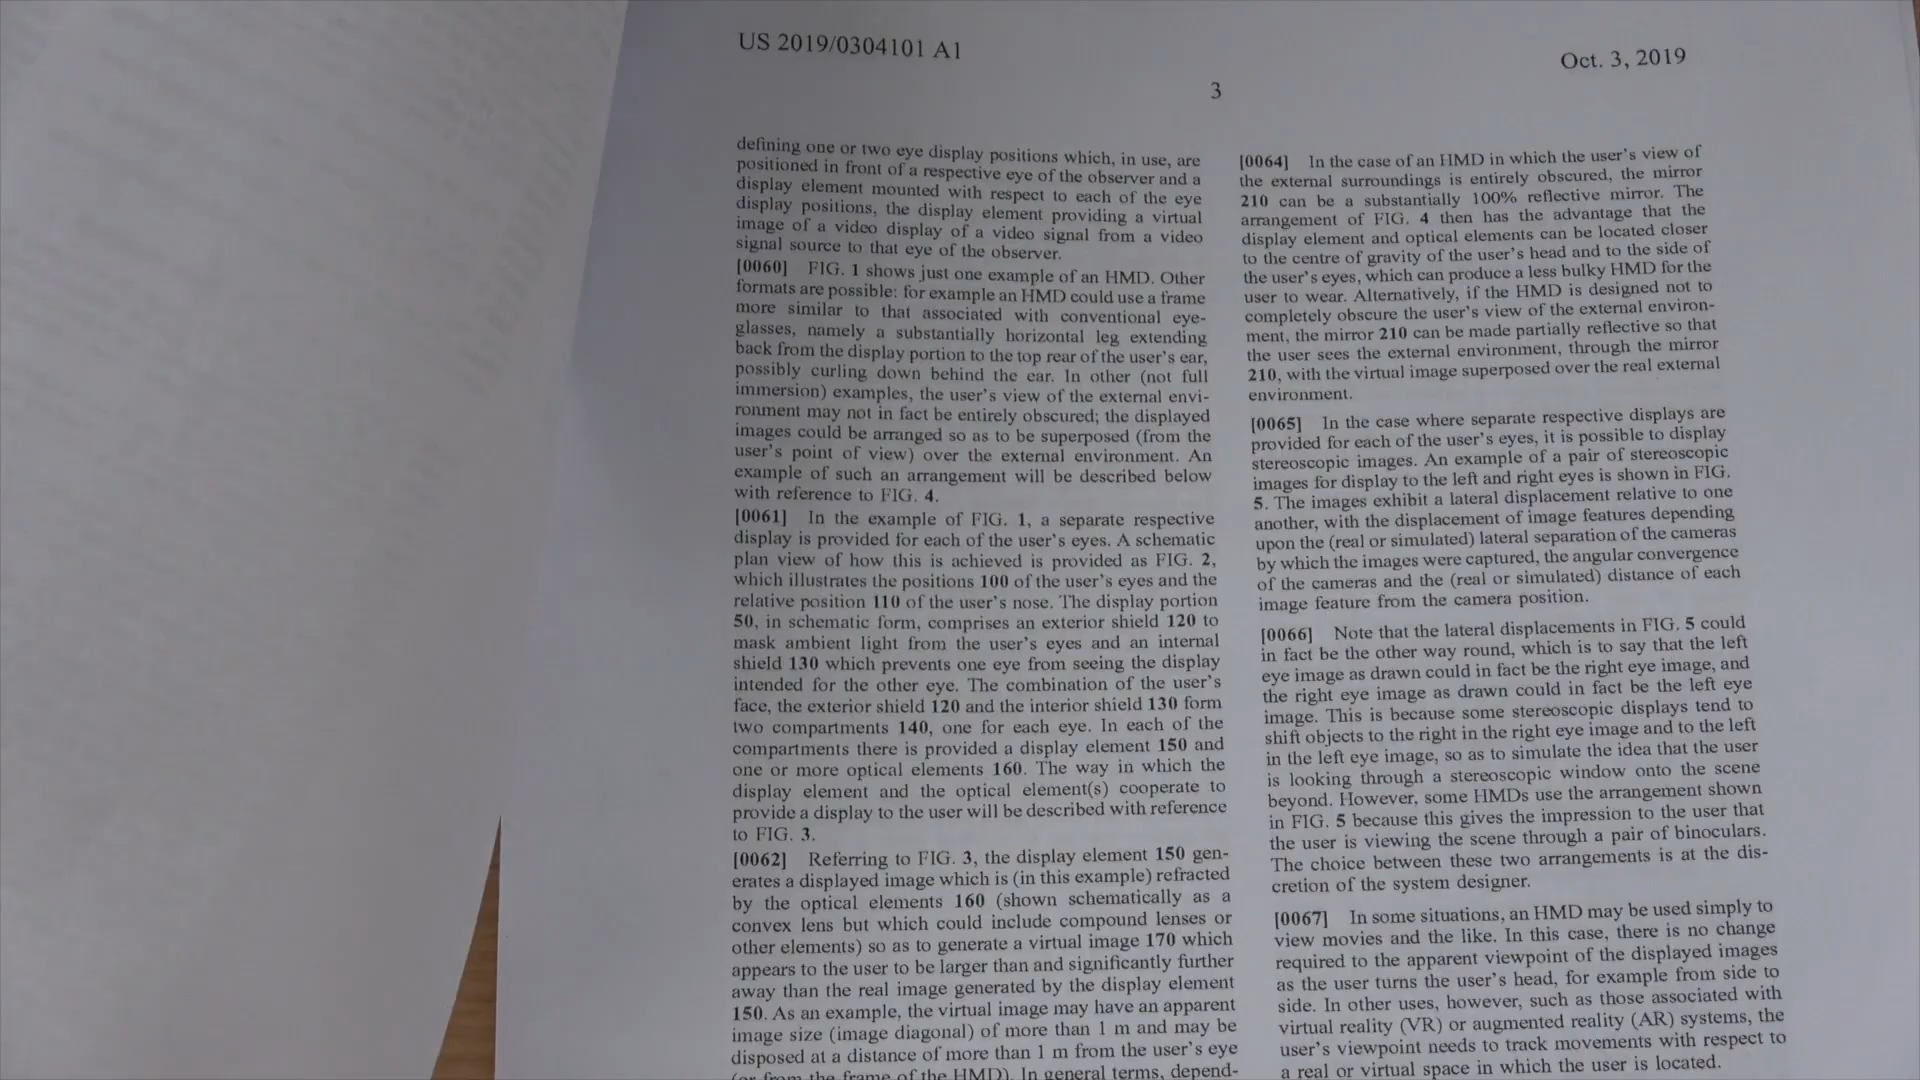 US 2019/0304101 A1
Oct. 3, 2019
3
defining one or two eye display positions which, in use, are
positioned in front of a respective eye of the observer and a
display element mounted with respect to each of the eye
display positions, the display element providing a virtual
image of a video display of a video signal from a video
signal source to that eye of the observer.
[0060] FIG. 1 shows just one example of an HMD. Other
formats are possible: for example an HMD could use a frame
more similar to that associated with conventional eye-
glasses, namely a substantially horizontal leg extending
back from the display portion to the top rear of the user's ear,
possibly curling down behind the ear. In other (not full
immersion) examples, the user's view of the external envi-
ronment may not in fact be entirely obscured; the displayed
images could be arranged so as to be superposed (from the
user's point of view) over the external environment. An
example of such an arrangement will be described below
with reference to FIG. 4.
[0061] In the example of FIG. 1, a separate respective
display is provided for each of the user's eyes. A schematic
plan view of how this is achieved is provided as FIG. 2,
which illustrates the positions 100 of the user's eyes and the
relative position 110 of the user's nose. The display portion
50, in schematic form, comprises an exterior shield 120 to
mask ambient light from the user's eyes and an internal
shield 130 which prevents one eye from seeing the display
intended for the other eye. The combination of the user's
face, the exterior shield 120 and the interior shield 130 form
two compartments 140, one for each eye. In each of the
compartments there is provided a display element 150 and
one or more optical elements 160. The way in which the
display element and the optical element(s) cooperate to
provide a display to the user will be described with reference
to FIG. 3.
[0062] Referring to FIG. 3, the display element 150 gen-
erates a displayed image which is (in this example) refracted
by the optical elements 160 (shown schematically as a
convex lens but which could include compound lenses or
other elements) so as to generate a virtual image 170 which
appears to the user to be larger than and significantly further
away than the real image generated by the display element
150. As an example, the virtual image may have an apparent
image size (image diagonal) of more than 1 m and may be
disposed at a distance of more than 1 m from the user's eye
(or from the frame of the HMD). In general terms, depend-
[0064] In the case of an HMD in which the user's view of
the external surroundings is entirely obscured, the mirror
210 can be a substantially 100% reflective mirror. The
arrangement of FIG. 4 then has the advantage that the
display element and optical elements can be located closer
to the centre of gravity of the user's head and to the side of
the user's eyes, which can produce a less bulky HMD for the
user to wear. Alternatively, if the HMD is designed not to
completely obscure the user's view of the external environ-
ment, the mirror 210 can be made partially reflective so that
the user sees the external environment, through the mirror
210, with the virtual image superposed over the real external
environment.
[0065] In the case where separate respective displays are
provided for each of the user's eyes, it is possible to display
stereoscopic images. An example of a pair of stereoscopic
images for display to the left and right eyes is shown in FIG.
5. The images exhibit a lateral displacement relative to one
another, with the displacement of image features depending
upon the (real or simulated) lateral separation of the cameras
by which the images were captured, the angular convergence
of the cameras and the (real or simulated) distance of each
image feature from the camera position.
[0066] Note that the lateral displacements in FIG. 5 could
in fact be the other way round, which is to say that the left
eye image as drawn could in fact be the right eye image, and
the right eye image as drawn could in fact be the left eye
image. This is because some stereoscopic displays tend to
shift objects to the right in the right eye image and to the left
in the left eye image, so as to simulate the idea that the user
is looking through a stereoscopic window onto the scene
beyond. However, some HMDs use the arrangement shown
in FIG. 5 because this gives the impression to the user that
the user is viewing the scene through a pair of binoculars.
The choice between these two arrangements is at the dis-
cretion of the system designer.
[0067] In some situations, an HMD may be used simply to
view movies and the like. In this case, there is no change
required to the apparent viewpoint of the displayed images
as the user turns the user's head, for example from side to
side. In other uses, however, such as those associated with
virtual reality (VR) or augmented reality (AR) systems, the
user's viewpoint needs to track movements with respect to
a real or virtual space in which the user is located.